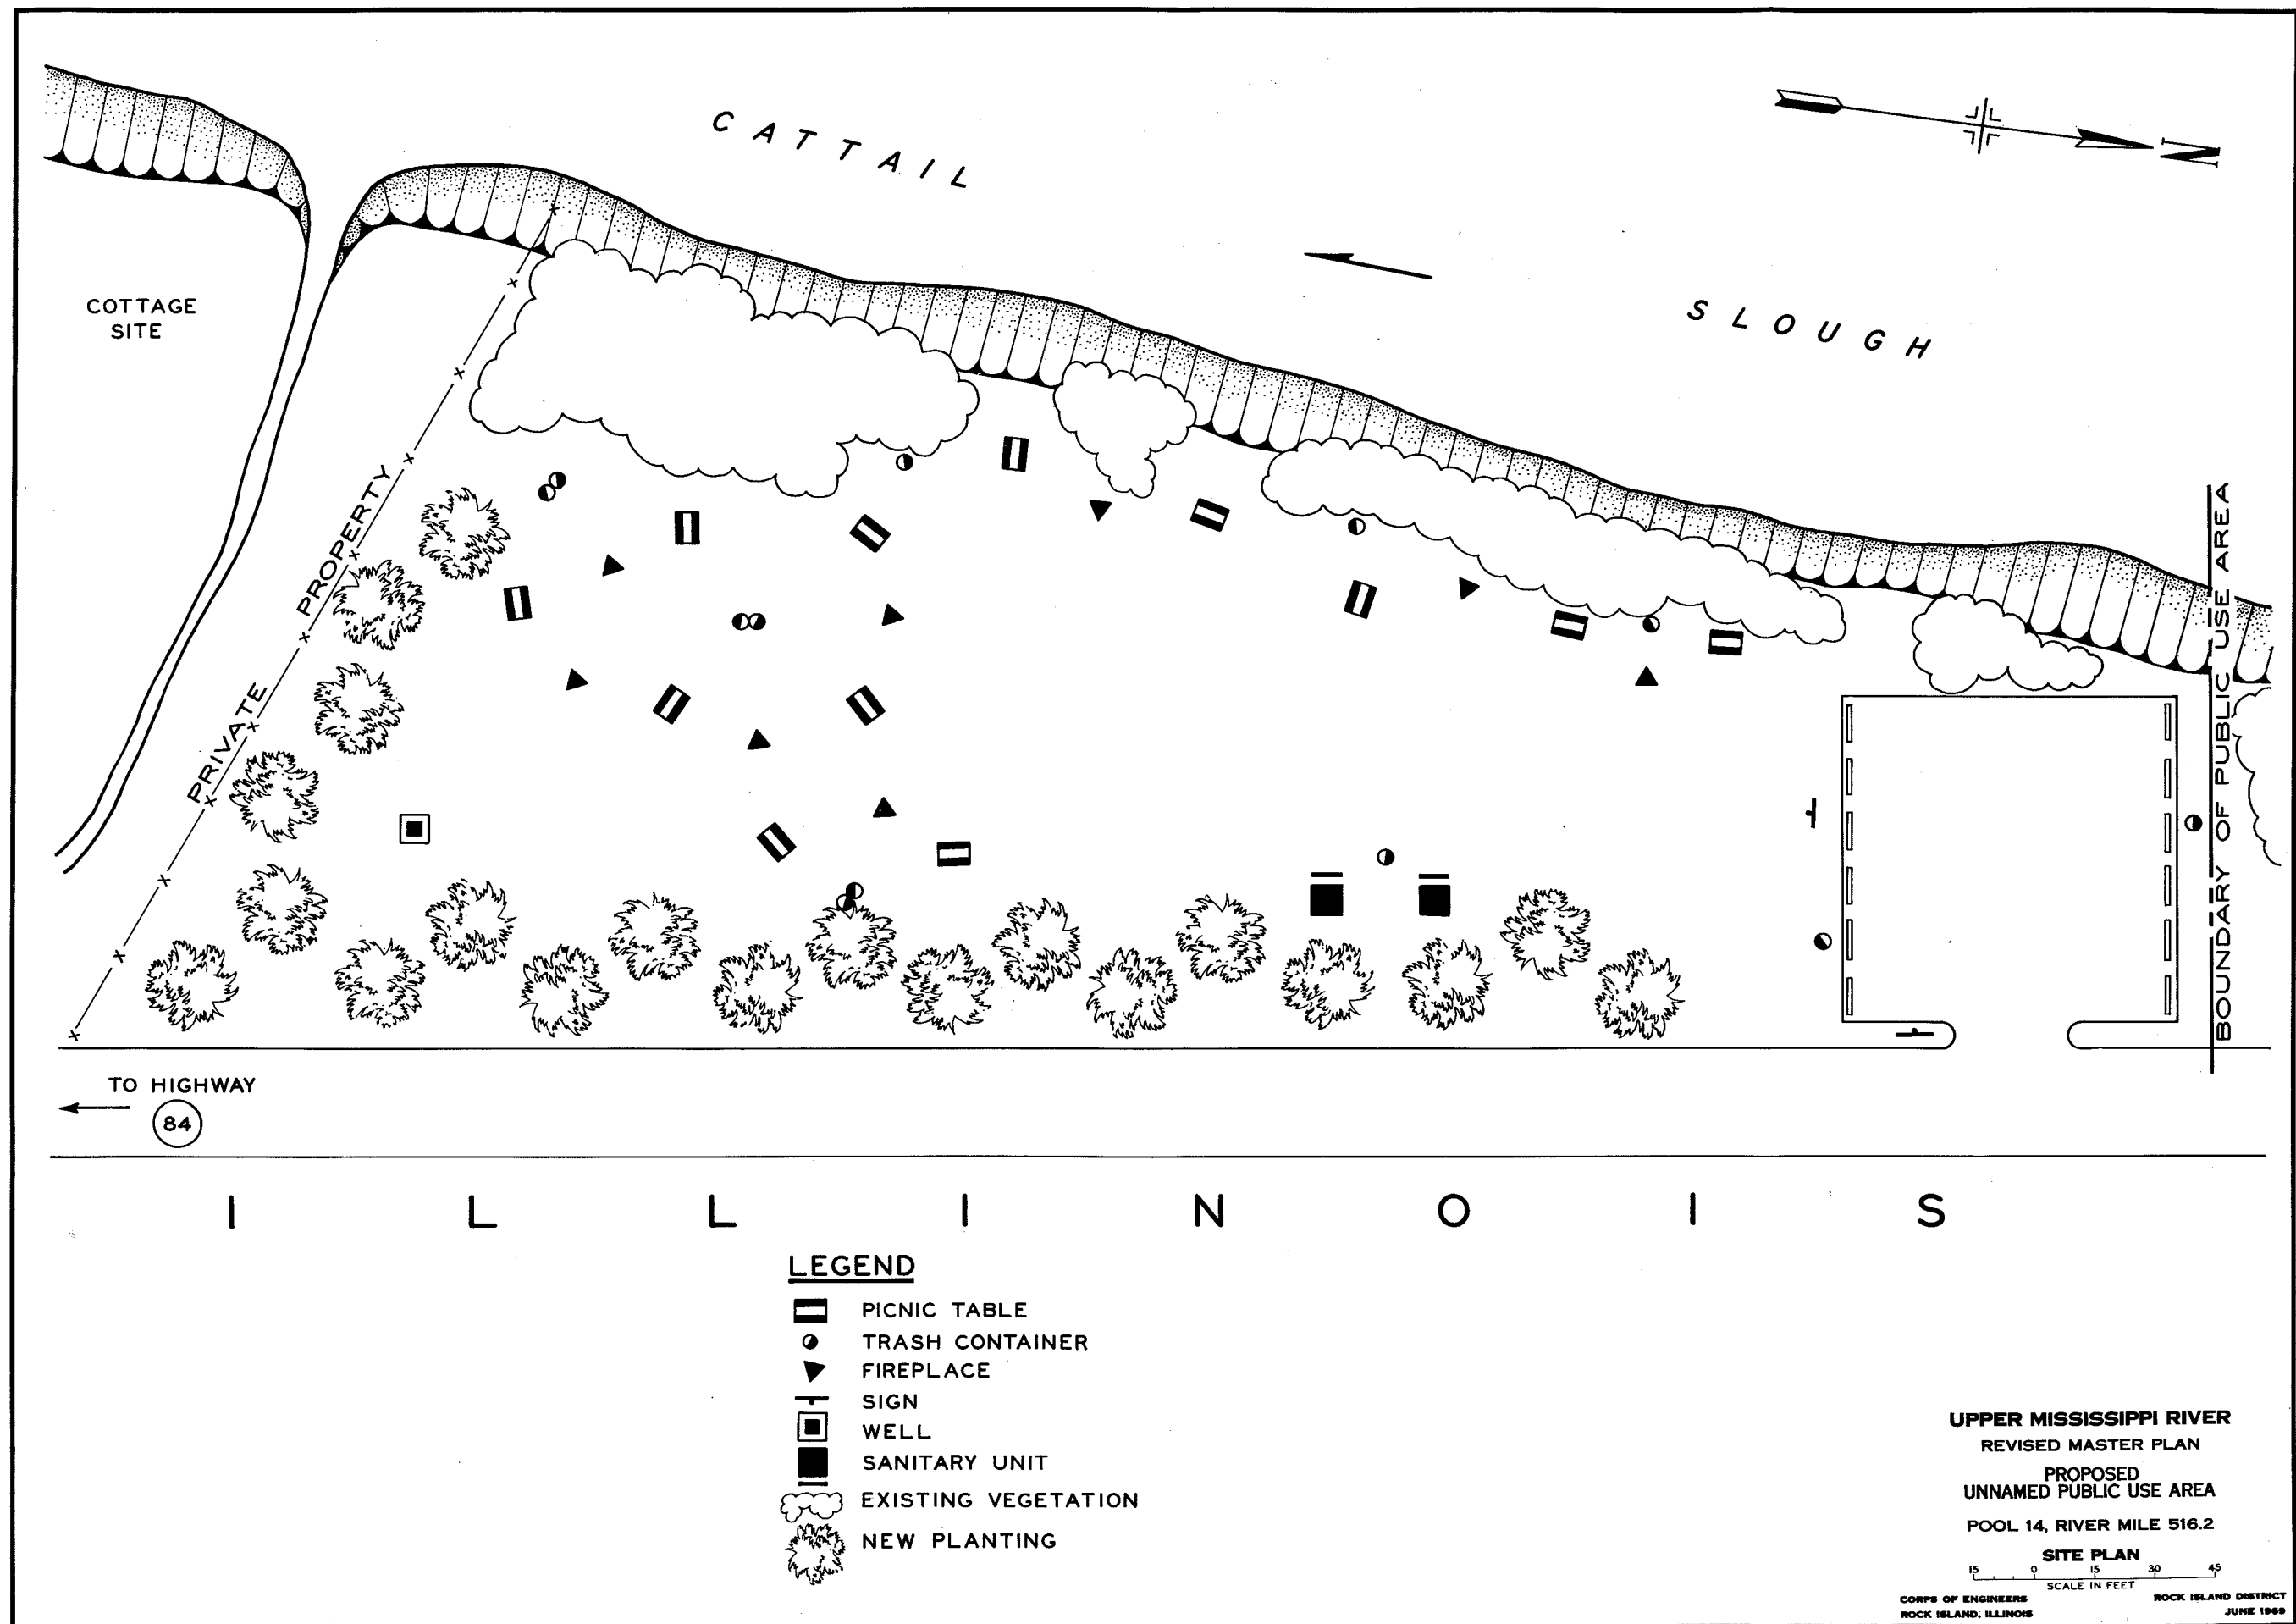 CATTAIL
N
SLOUGH
COTTAGE
SITE
PRIVATE PROPERTY
BOUNDARY OF PUBLIC USE AREA
TO HIGHWAY
84
ILLINOIS
LEGEND
PICNIC TABLE
TRASH CONTAINER
FIREPLACE
SIGN
WELL
SANITARY UNIT
EXISTING VEGETATION
NEW PLANTING
UPPER MISSISSIPPI RIVER
REVISED MASTER PLAN
PROPOSED
UNNAMED PUBLIC USE AREA
POOL 14, RIVER MILE 516.2
SITE PLAN
15 0 15 30 45
SCALE IN FEET
CORPS OF ENGINEERS ROCK ISLAND DISTRICT
ROCK ISLAND, ILLINOIS JUNE 1969